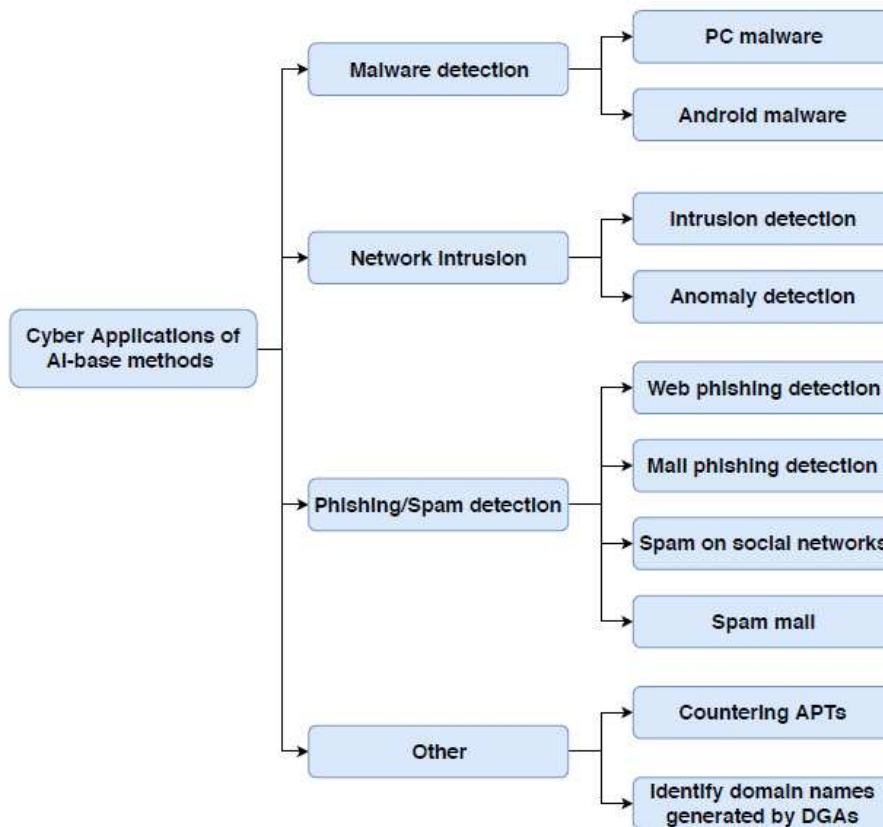 PC malware
Malware detection
Android malware
Intrusion detection
Network Intrusion
Anomaly detection
Cyber Applications of
AI-base methods
Web phishing detection
Mail phishing detection
Phishing/Spam detection
Spam on social networks
Spam mail
Countering APTs
Other
Identify domain names
generated by DGAs